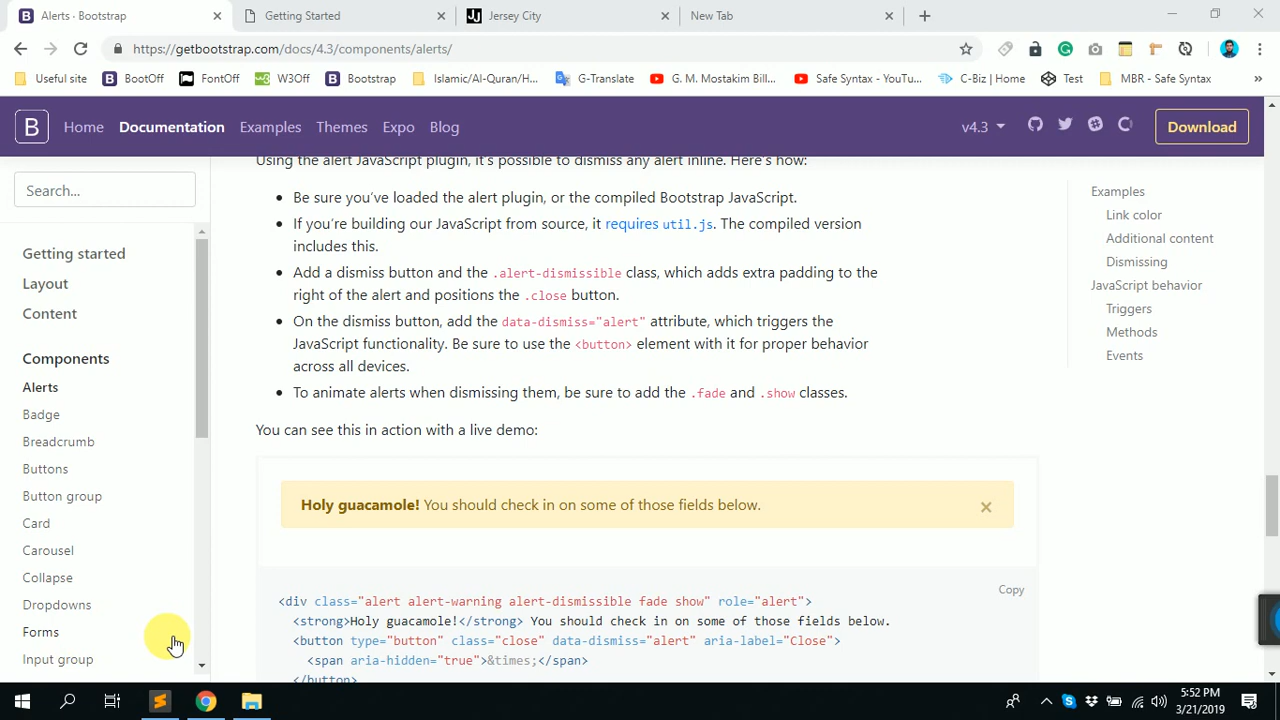 Alerts · Bootstrap
Getting Started
Jersey City
New Tab
https://getbootstrap.com/docs/4.3/components/alerts/
Useful site
BootOff
FontOff
W3Off
Bootstrap
Islamic/Al-Quran/H...
G-Translate
G. M. Mostakim Bill...
Safe Syntax - YouTu...
C-Biz | Home
Test
MBR - Safe Syntax
»
B
Home
Documentation
Examples
Themes
Expo
Blog
v4.3
Download
Search...
Getting started
Layout
Content
Components
Alerts
Badge
Breadcrumb
Buttons
Button group
Card
Carousel
Collapse
Dropdowns
Forms
Input group
Using the alert JavaScript plugin, it's possible to dismiss any alert inline. Here's how:
• Be sure you've loaded the alert plugin, or the compiled Bootstrap JavaScript.
• If you're building our JavaScript from source, it requires util.js. The compiled version
includes this.
• Add a dismiss button and the .alert-dismissible class, which adds extra padding to the
right of the alert and positions the .close button.
• On the dismiss button, add the data-dismiss="alert" attribute, which triggers the
JavaScript functionality. Be sure to use the <button> element with it for proper behavior
across all devices.
• To animate alerts when dismissing them, be sure to add the .fade and .show classes.
You can see this in action with a live demo:
Holy guacamole! You should check in on some of those fields below.
×
Copy
<div class="alert alert-warning alert-dismissible fade show" role="alert">
<strong>Holy guacamole!</strong> You should check in on some of those fields below.
<button type="button" class="close" data-dismiss="alert" aria-label="Close">
<span aria-hidden="true">&times;</span>
</button>
Examples
Link color
Additional content
Dismissing
JavaScript behavior
Triggers
Methods
Events
5:52 PM
3/21/2019